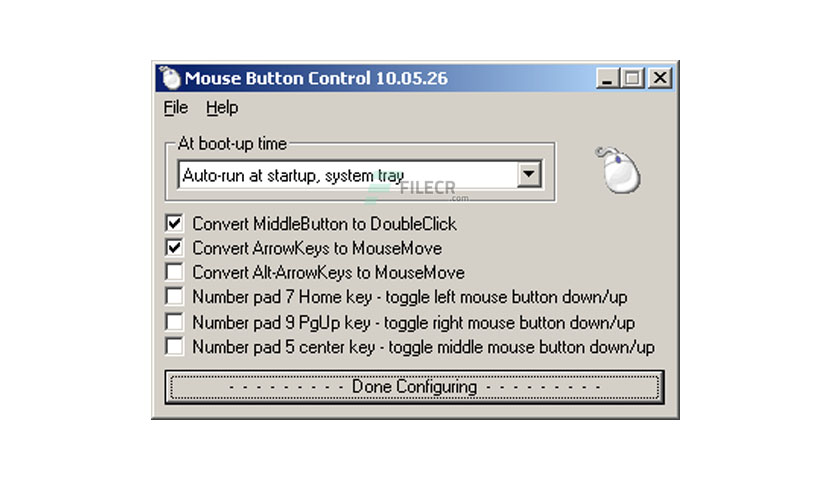 Mouse Button Control 10.05.26
File Help
At boot-up time
Auto-run at startup, system tray
FILECR
.com
Convert MiddleButton to DoubleClick
Convert ArrowKeys to MouseMove
Convert Alt-ArrowKeys to MouseMove
Number pad 7 Home key - toggle left mouse button down/up
Number pad 9 PgUp key - toggle right mouse button down/up
Number pad 5 center key - toggle middle mouse button down/up
- - - - - - - - - Done Configuring - - - - - - - - -